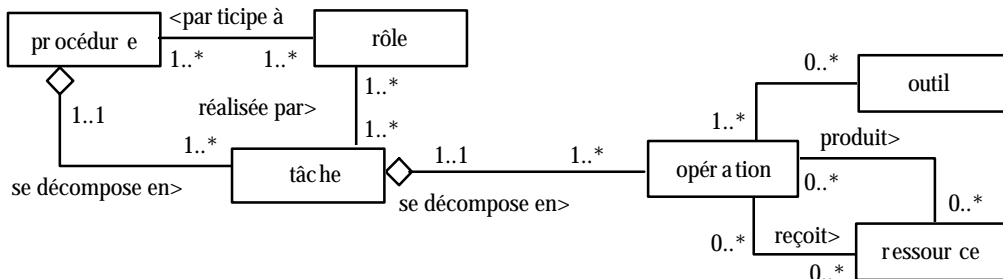 <par ticipe à
pr océdur e
rôle
1..*
1..*
0..*
outil
1..*
réalisée par>
1..1
1..*
1..*
produit>
1..*
tâc he
1..1
1..*
opér a tion
0..*
se décompose en>
se décompose en>
0..*
0..*
reçoit>
r essour ce
0..*